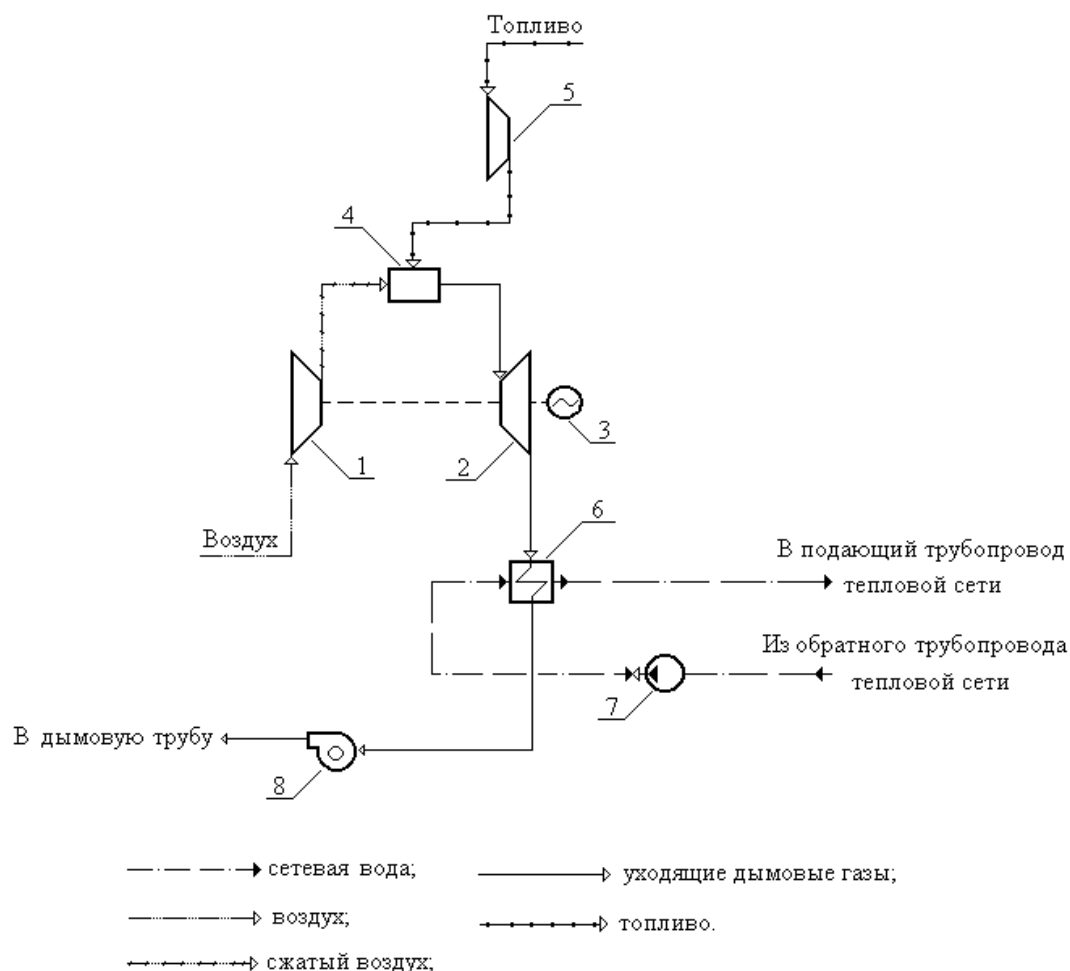 Топливо
5
4
1
2
3
Воздух
6
В подающий трубопровод
тепловой сети
Из обратного трубопровода
тепловой сети
7
В дымовую трубу
8
сетевая вода;
уходящие дымовые газы;
воздух;
топливо.
сжатый воздух;